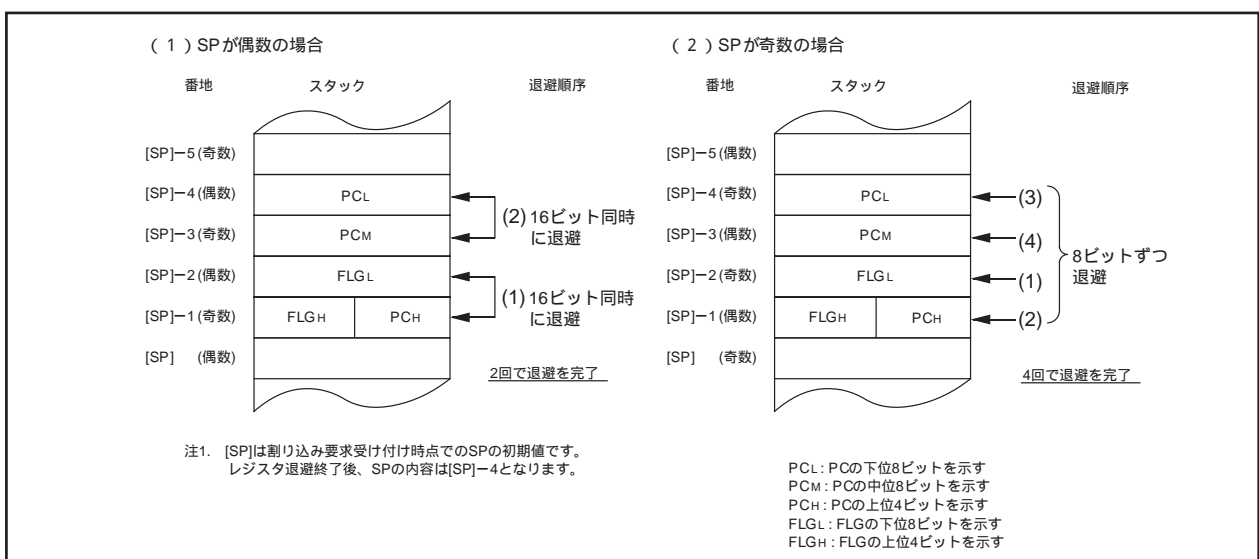 (1)SPが偶数の場合
番地 スタック 退避順序
[SP]ー5(奇数)
[SP]ー4(偶数) PCL
[SP]ー3(奇数) PCM
(2)16ビット同時
に退避
[SP]ー2(偶数) FLGL
[SP]ー1(奇数) FLGH PCH
(1)16ビット同時
に退避
[SP] (偶数)
2回で退避を完了
注1. [SP]は割り込み要求受け付け時点でのSPの初期値です。
レジスタ退避終了後、SPの内容は[SP]ー4となります。
(2)SPが奇数の場合
番地 スタック 退避順序
[SP]ー5(偶数)
[SP]ー4(奇数) PCL (3)
[SP]ー3(偶数) PCM (4)
[SP]ー2(奇数) FLGL (1)
[SP]ー1(偶数) FLGH PCH (2)
8ビットずつ
退避
[SP] (奇数)
4回で退避を完了
PCL : PCの下位8ビットを示す
PCM : PCの中位8ビットを示す
PCH : PCの上位4ビットを示す
FLGL : FLGの下位8ビットを示す
FLGH : FLGの上位4ビットを示す